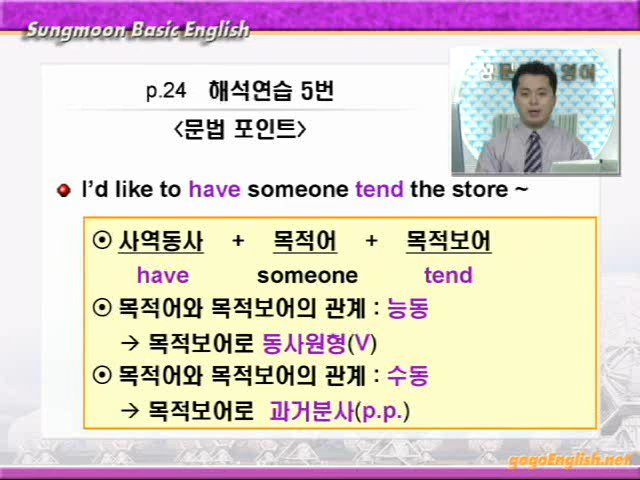 Sungmoon Basic English
p.24 해석연습 5번
<문법 포인트>
I'd like to have someone tend the store ~
사역동사 + 목적어 + 목적보어
have someone tend
목적어와 목적보어의 관계 : 능동
→ 목적보어로 동사원형(V)
목적어와 목적보어의 관계 : 수동
→ 목적보어로 과거분사(p.p.)
gogoEnglish.net